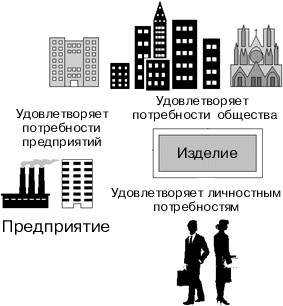 Удовлетворяет
потребности общества
Удовлетворяет
потребности
предприятий
Изделие
Удовлетворяет личностным
потребностям
Предприятие